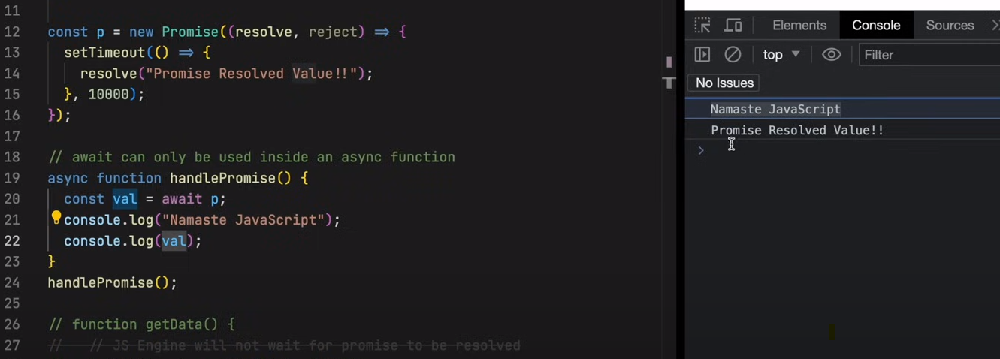 11
12 const p = new Promise((resolve, reject) => {
13 setTimeout(() => {
14 resolve("Promise Resolved Value!!");
15 }, 10000);
16 });
17
18 // await can only be used inside an async function
19 async function handlePromise() {
20 const val = await p;
21 console.log("Namaste JavaScript");
22 console.log(val);
23 }
24 handlePromise();
25
26 // function getData() {
27 // // JS Engine will not wait for promise to be resolved
Elements Console Sources
top Filter
No Issues
Namaste JavaScript
Promise Resolved Value!!